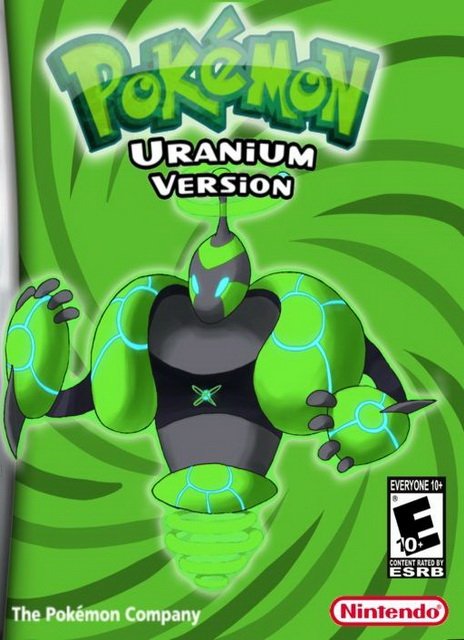 POKéMON
URANiUM
VERSiON
EVERYONE 10+
®
E
10+
CONTENT RATED BY
ESRB
The Pokémon Company
Nintendo®